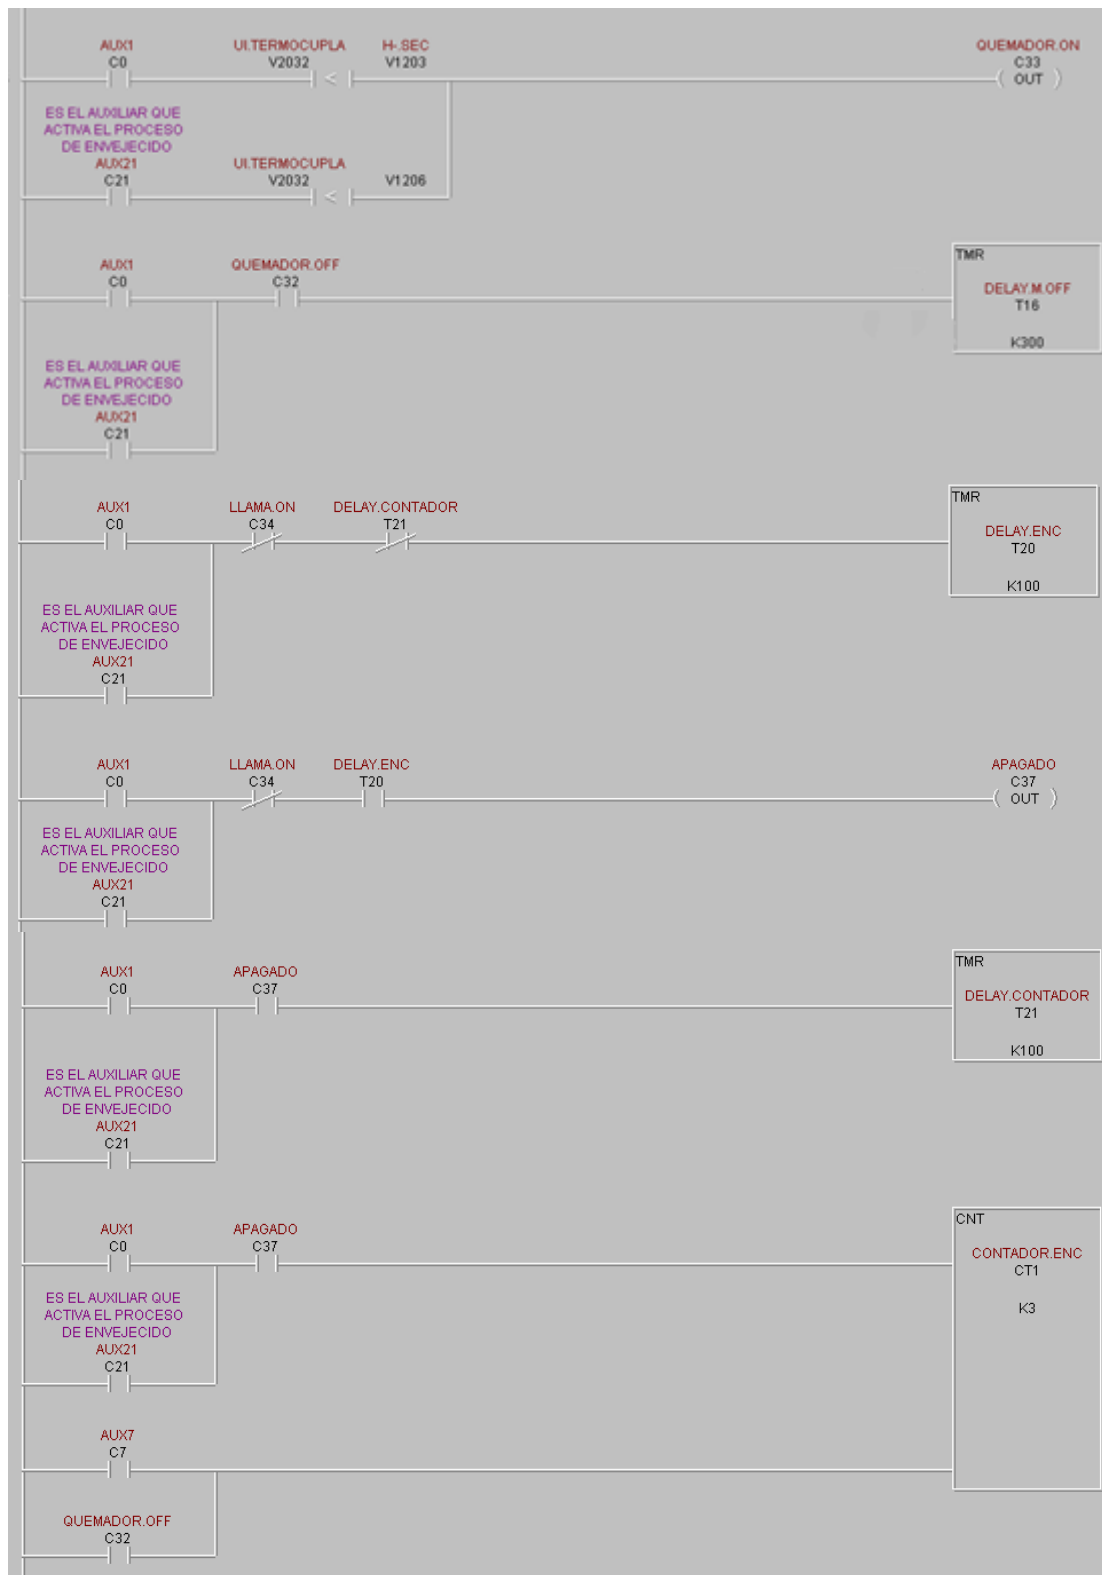 AUX1 UI.TERMOCUPLA H-.SEC QUEMADOR.ON
C0 V2032 V1203 C33
< OUT
ES EL AUXILIAR QUE
ACTIVA EL PROCESO
DE ENVEJECIDO
AUX21 UI.TERMOCUPLA
C21 V2032 V1206
<
TMR
AUX1 QUEMADOR.OFF
C0 C32
DELAY.M.OFF
T16
K300
ES EL AUXILIAR QUE
ACTIVA EL PROCESO
DE ENVEJECIDO
AUX21
C21
TMR
AUX1 LLAMA.ON DELAY.CONTADOR
C0 C34 T21
DELAY.ENC
T20
K100
ES EL AUXILIAR QUE
ACTIVA EL PROCESO
DE ENVEJECIDO
AUX21
C21
AUX1 LLAMA.ON DELAY.ENC APAGADO
C0 C34 T20 C37
OUT
ES EL AUXILIAR QUE
ACTIVA EL PROCESO
DE ENVEJECIDO
AUX21
C21
TMR
AUX1 APAGADO
C0 C37
DELAY.CONTADOR
T21
K100
ES EL AUXILIAR QUE
ACTIVA EL PROCESO
DE ENVEJECIDO
AUX21
C21
CNT
AUX1 APAGADO
C0 C37
CONTADOR.ENC
CT1
K3
ES EL AUXILIAR QUE
ACTIVA EL PROCESO
DE ENVEJECIDO
AUX21
C21
AUX7
C7
QUEMADOR.OFF
C32